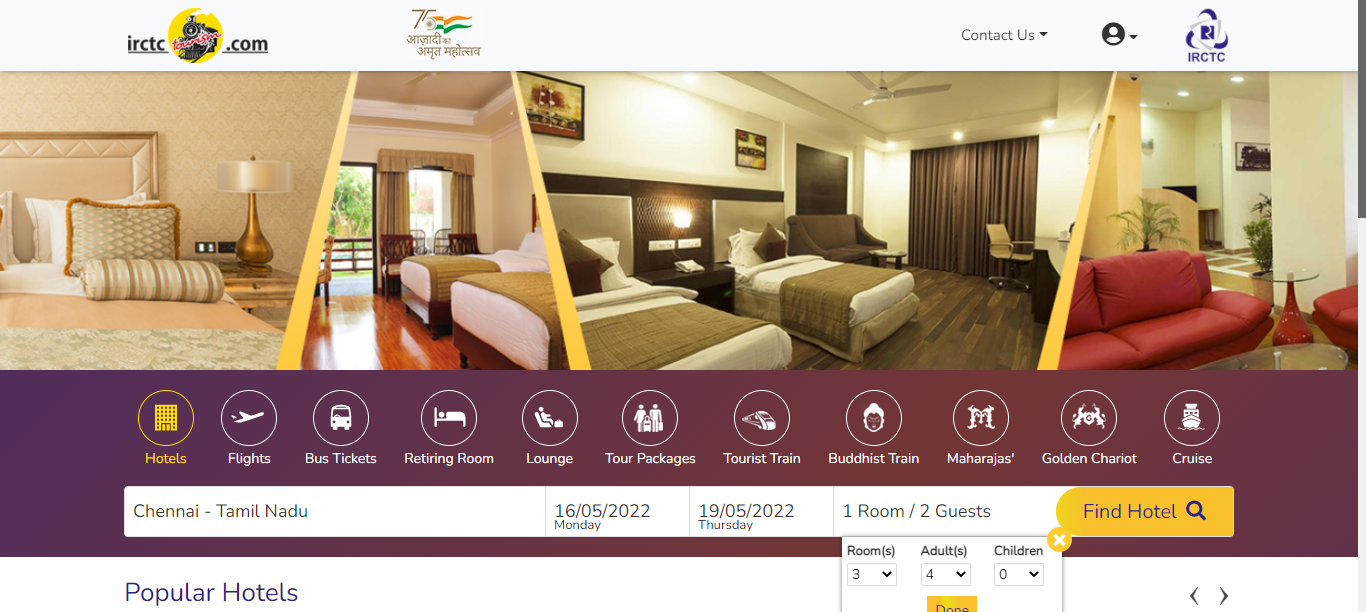 irctc tourism .com
75
आज़ादी का
अमृत महोत्सव
Contact Us
IRCTC
Hotels
Flights
Bus Tickets
Retiring Room
Lounge
Tour Packages
Tourist Train
Buddhist Train
Maharajas'
Golden Chariot
Cruise
Chennai - Tamil Nadu
16/05/2022
Monday
19/05/2022
Thursday
1 Room / 2 Guests
Find Hotel
Room(s)
Adult(s)
Children
3
4
0
Done
Popular Hotels